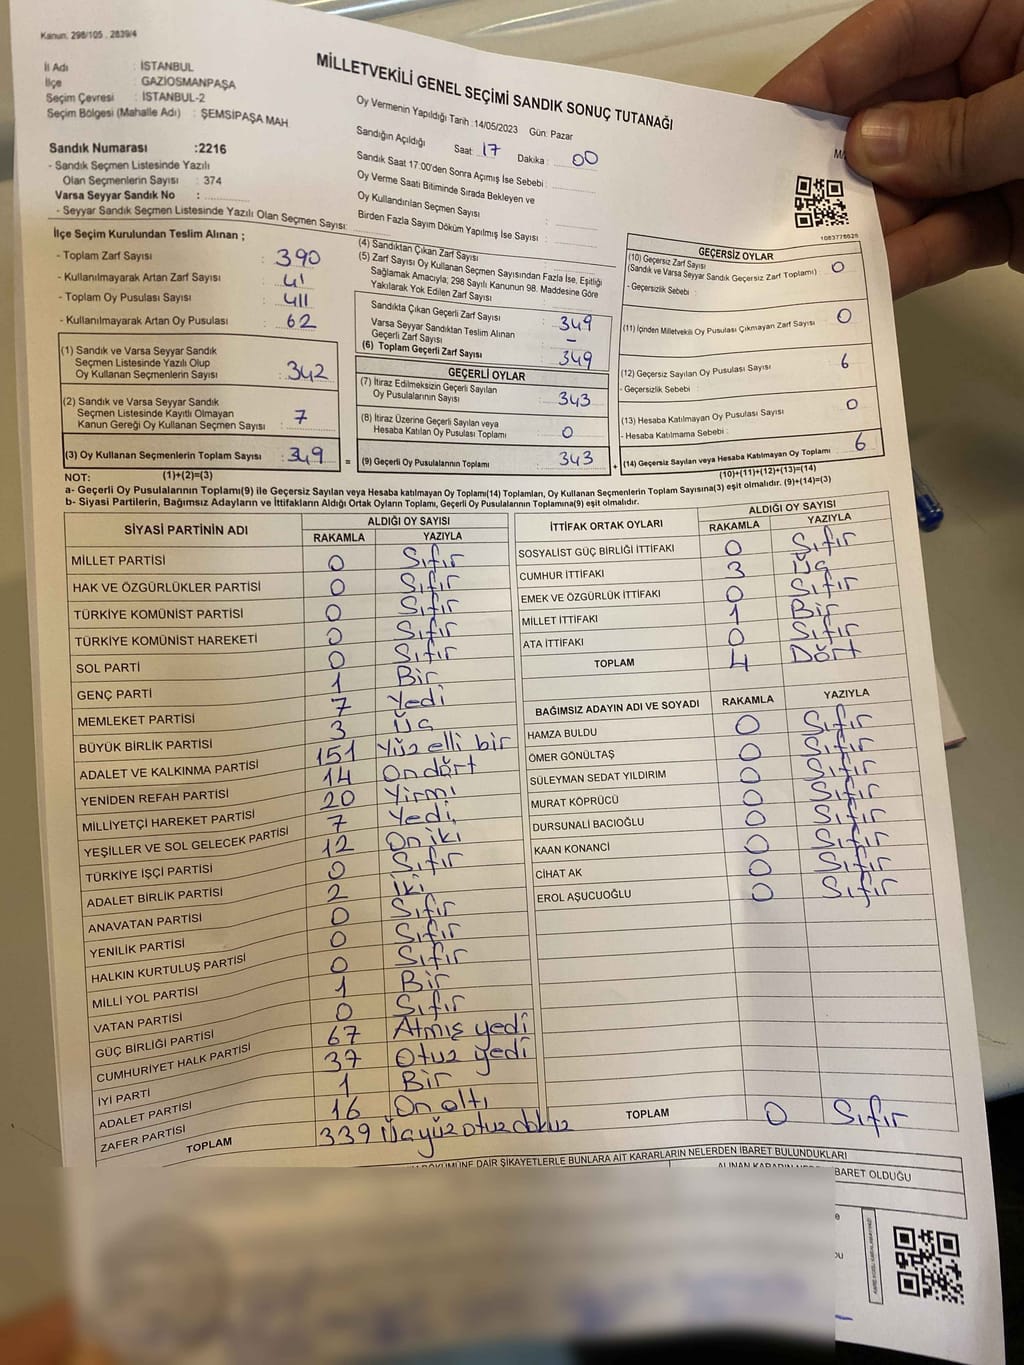 Kanun. 298/105 . 2839/4
MİLLETVEKİLİ GENEL SEÇİMİ SANDIK SONUÇ TUTANAĞI
İl Adı : İSTANBUL
İlçe : GAZİOSMANPAŞA
Seçim Çevresi : İSTANBUL-2
Seçim Bölgesi (Mahalle Adı) : ŞEMSİPAŞA MAH
Sandık Numarası :2216
- Sandık Seçmen Listesinde Yazılı
Olan Seçmenlerin Sayısı : 374
Varsa Seyyar Sandık No :
- Seyyar Sandık Seçmen Listesinde Yazılı Olan Seçmen Sayısı:
Oy Vermenin Yapıldığı Tarih :14/05/2023 Gün: Pazar
Sandığın Açıldığı Saat: 17 Dakika : 00
Sandık Saat 17:00'den Sonra Açımış İse Sebebi :
Oy Verme Saati Bitiminde Sırada Bekleyen ve
Oy Kullandırılan Seçmen Sayısı :
Birden Fazla Sayım Döküm Yapılmış İse Sayısı :
1083778626
İlçe Seçim Kurulundan Teslim Alınan ;
- Toplam Zarf Sayısı : 390
- Kullanılmayarak Artan Zarf Sayısı : 41
- Toplam Oy Pusulası Sayısı : 411
- Kullanılmayarak Artan Oy Pusulası : 62
(1) Sandık ve Varsa Seyyar Sandık
Seçmen Listesinde Yazılı Olup
Oy Kullanan Seçmenlerin Sayısı : 342
(2) Sandık ve Varsa Seyyar Sandık
Seçmen Listesinde Kayıtlı Olmayan
Kanun Gereği Oy Kullanan Seçmen Sayısı : 7
(3) Oy Kullanan Seçmenlerin Toplam Sayısı : 349 =
(4) Sandıktan Çıkan Zarf Sayısı
(5) Zarf Sayısı Oy Kullanan Seçmen Sayısından Fazla İse, Eşitliği
Sağlamak Amacıyla; 298 Sayılı Kanunun 98. Maddesine Göre
Yakılarak Yok Edilen Zarf Sayısı :
Sandıkta Çıkan Geçerli Zarf Sayısı : 349
Varsa Seyyar Sandıktan Teslim Alınan
Geçerli Zarf Sayısı : -
(6) Toplam Geçerli Zarf Sayısı : 349
GEÇERLİ OYLAR
(7) İtiraz Edilmeksizin Geçerli Sayılan
Oy Pusulalarının Sayısı : 343
(8) İtiraz Üzerine Geçerli Sayılan veya
Hesaba Katılan Oy Pusulası Toplamı : 0
(9) Geçerli Oy Pusulalarının Toplamı : 343 +
GEÇERSİZ OYLAR
(10) Geçersiz Zarf Sayısı
(Sandık ve Varsa Seyyar Sandık Geçersiz Zarf Toplamı) : 0
- Geçersizlik Sebebi :
(11) İçinden Milletvekili Oy Pusulası Çıkmayan Zarf Sayısı : 0
(12) Geçersiz Sayılan Oy Pusulası Sayısı : 6
- Geçersizlik Sebebi :
(13) Hesaba Katılmayan Oy Pusulası Sayısı : 0
- Hesaba Katılmama Sebebi :
(14) Geçersiz Sayılan veya Hesaba Katılmayan Oy Toplamı : 6
NOT: (1)+(2)=(3) (10)+(11)+(12)+(13)=(14)
a- Geçerli Oy Pusulalarının Toplamı(9) ile Geçersiz Sayılan veya Hesaba katılmayan Oy Toplamı(14) Toplamları, Oy Kullanan Seçmenlerin Toplam Sayısına(3) eşit olmalıdır. (9)+(14)=(3)
b- Siyasi Partilerin, Bağımsız Adayların ve İttifakların Aldığı Oy Ortak Oyların Toplamı, Geçerli Oy Pusulalarının Toplamına(9) eşit olmalıdır.
SİYASİ PARTİNİN ADI ALDIĞI OY SAYISI
RAKAMLA YAZIYLA
MİLLET PARTİSİ 0 Sıfır
HAK VE ÖZGÜRLÜKLER PARTİSİ 0 Sıfır
TÜRKİYE KOMÜNİST PARTİSİ 0 Sıfır
TÜRKİYE KOMÜNİST HAREKETİ 0 Sıfır
SOL PARTİ 0 Sıfır
GENÇ PARTİ 1 Bir
MEMLEKET PARTİSİ 7 Yedi
BÜYÜK BİRLİK PARTİSİ 3 Üç
ADALET VE KALKINMA PARTİSİ 151 Yüz elli bir
YENİDEN REFAH PARTİSİ 14 On dört
MİLLİYETÇİ HAREKET PARTİSİ 20 Yirmi
YEŞİLLER VE SOL GELECEK PARTİSİ 7 Yedi
TÜRKİYE İŞÇİ PARTİSİ 12 On iki
ADALET BİRLİK PARTİSİ 0 Sıfır
ANAVATAN PARTİSİ 2 İki
YENİLİK PARTİSİ 0 Sıfır
HALKIN KURTULUŞ PARTİSİ 0 Sıfır
MİLLİ YOL PARTİSİ 0 Sıfır
VATAN PARTİSİ 1 Bir
GÜÇ BİRLİĞİ PARTİSİ 0 Sıfır
CUMHURİYET HALK PARTİSİ 67 Atmış yedi
İYİ PARTİ 37 Otuz yedi
ADALET PARTİSİ 1 Bir
ZAFER PARTİSİ 16 On altı
TOPLAM 339 Üçyüz otuz dokuz
İTTİFAK ORTAK OYLARI ALDIĞI OY SAYISI
RAKAMLA YAZIYLA
SOSYALİST GÜÇ BİRLİĞİ İTTİFAKI 0 Sıfır
CUMHUR İTTİFAKI 3 Üç
EMEK VE ÖZGÜRLÜK İTTİFAKI 0 Sıfır
MİLLET İTTİFAKI 1 Bir
ATA İTTİFAKI 0 Sıfır
TOPLAM 4 Dört
BAĞIMSIZ ADAYIN ADI VE SOYADI RAKAMLA YAZIYLA
HAMZA BULDU 0 Sıfır
ÖMER GÖNÜLTAŞ 0 Sıfır
SÜLEYMAN SEDAT YILDIRIM 0 Sıfır
MURAT KÖPRÜCÜ 0 Sıfır
DURSUNALİ BACIOĞLU 0 Sıfır
KAAN KONANCİ 0 Sıfır
CİHAT AK 0 Sıfır
EROL AŞUCUOĞLU 0 Sıfır
TOPLAM 0 Sıfır
DÖKÜMÜNE DAİR ŞİKAYETLERLE BUNLARA AİT KARARLARIN NELERDEN İBARET BULUNDUKLARI
BARET OLDUĞU